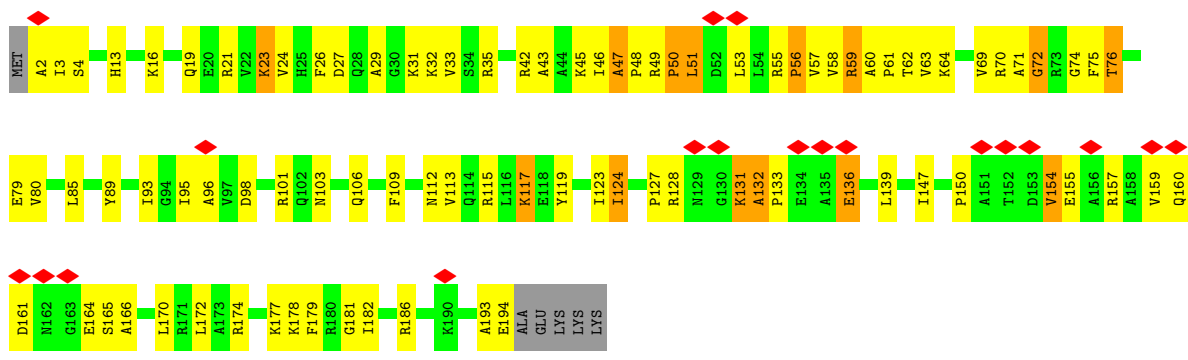 MET A2 I3 S4 H13 K16 Q19 E20 R21 V22 K23 V24 H25 F26 D27 Q28 A29 G30 K31 K32 V33 S34 R35 R42 A43 A44 K45 I46 A47 P48 R49 P50 L51 D52 L53 L54 R55 P56 V57 V58 R59 A60 P61 T62 V63 K64 V69 R70 A71 G72 R73 G74 F75 T76
E79 V80 L85 Y89 I93 G94 I95 A96 V97 D98 R101 Q102 N103 Q106 F109 N112 V113 Q114 R115 L116 K117 E118 Y119 I123 I124 P127 R128 N129 G130 K131 A132 P133 E134 A135 E136 L139 I147 P150 A151 T152 D153 V154 E155 A156 R157 A158 V159 Q160
D161 N162 G163 E164 S165 A166 L170 R171 L172 A173 R174 K177 K178 F179 R180 G181 I182 R186 K190 A193 E194 ALA GLU LYS LYS LYS